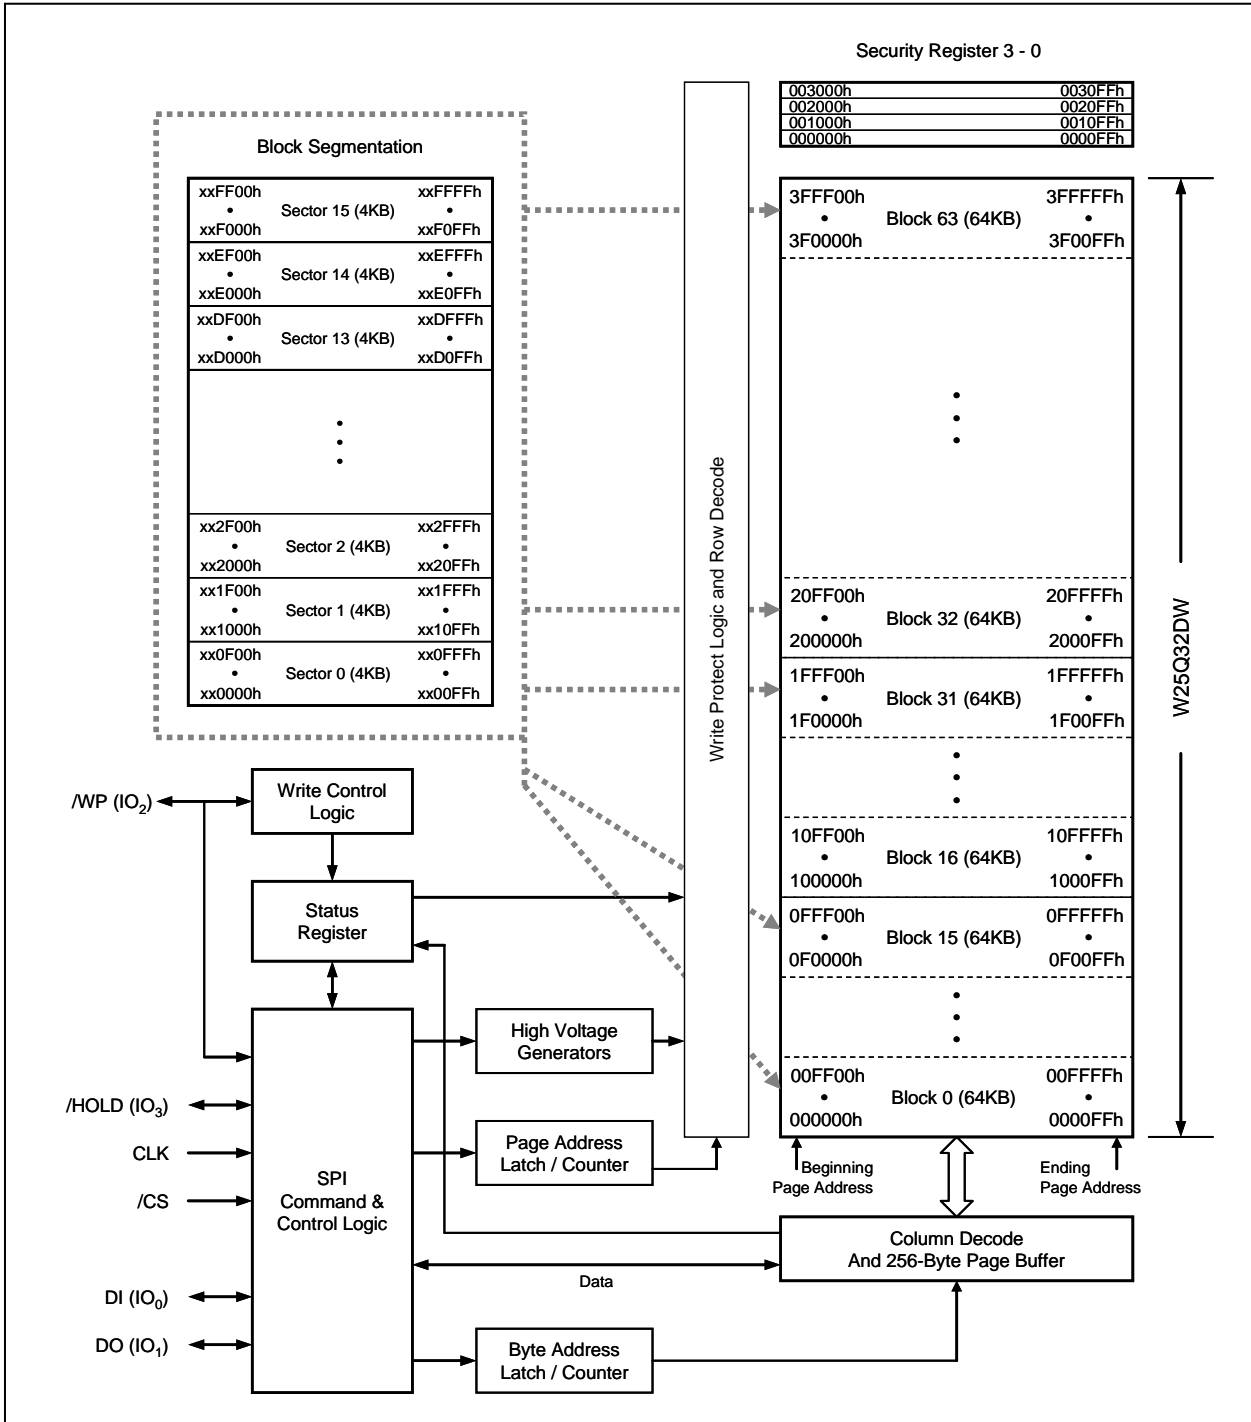 Security Register 3 - 0
003000h 0030FFh
002000h 0020FFh
001000h 0010FFh
000000h 0000FFh
Block Segmentation
xxFF00h xxFFFFh
Sector 15 (4KB)
xxF000h xxF0FFh
xxEF00h xxEFFFh
Sector 14 (4KB)
xxE000h xxE0FFh
xxDF00h xxDFFFh
Sector 13 (4KB)
xxD000h xxD0FFh
xx2F00h xx2FFFh
Sector 2 (4KB)
xx2000h xx20FFh
xx1F00h xx1FFFh
Sector 1 (4KB)
xx1000h xx10FFh
xx0F00h xx0FFFh
Sector 0 (4KB)
xx0000h xx00FFh
Write Protect Logic and Row Decode
3FFF00h 3FFFFFh
Block 63 (64KB)
3F0000h 3F00FFh
20FF00h 20FFFFh
Block 32 (64KB)
200000h 2000FFh
1FFF00h 1FFFFFh
Block 31 (64KB)
1F0000h 1F00FFh
10FF00h 10FFFFh
Block 16 (64KB)
100000h 1000FFh
0FFF00h 0FFFFFh
Block 15 (64KB)
0F0000h 0F00FFh
00FF00h 00FFFFh
Block 0 (64KB)
000000h 0000FFh
W25Q32DW
Beginning
Page Address
Ending
Page Address
/WP (IO2)
Write Control
Logic
Status
Register
High Voltage
Generators
/HOLD (IO3)
CLK
/CS
Page Address
Latch / Counter
SPI
Command &
Control Logic
Column Decode
And 256-Byte Page Buffer
Data
DI (IO0)
DO (IO1)
Byte Address
Latch / Counter